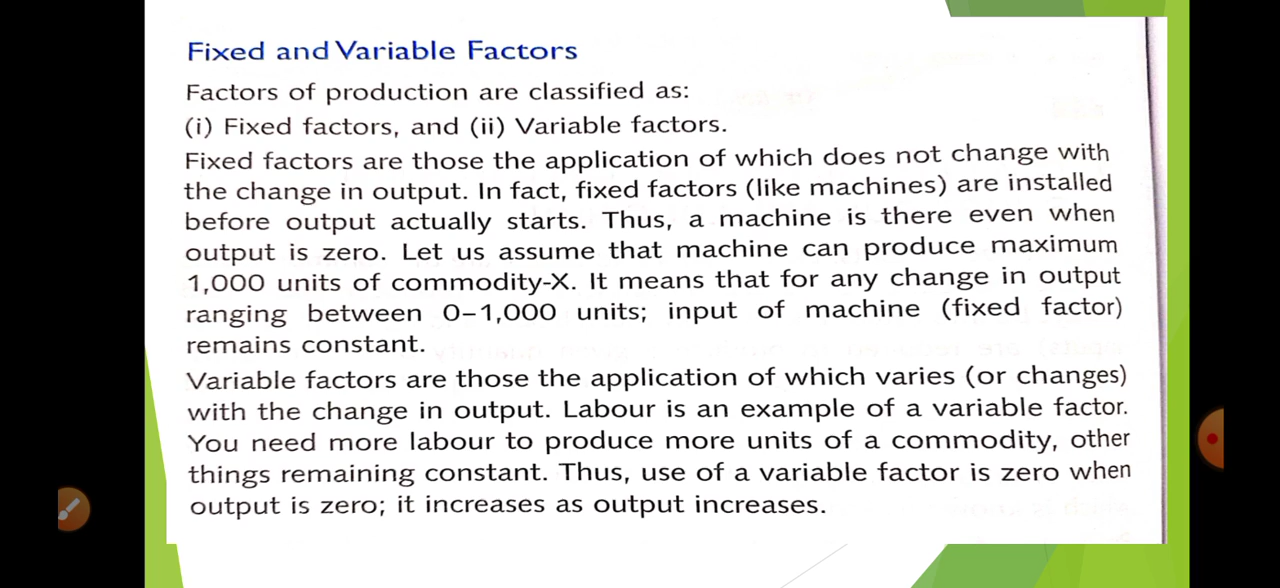 Fixed and Variable Factors
Factors of production are classified as:
(i) Fixed factors, and (ii) Variable factors.
Fixed factors are those the application of which does not change with
the change in output. In fact, fixed factors (like machines) are installed
before output actually starts. Thus, a machine is there even when
output is zero. Let us assume that machine can produce maximum
1,000 units of commodity-X. It means that for any change in output
ranging between 0–1,000 units; input of machine (fixed factor)
remains constant.
Variable factors are those the application of which varies (or changes)
with the change in output. Labour is an example of a variable factor.
You need more labour to produce more units of a commodity, other
things remaining constant. Thus, use of a variable factor is zero when
output is zero; it increases as output increases.